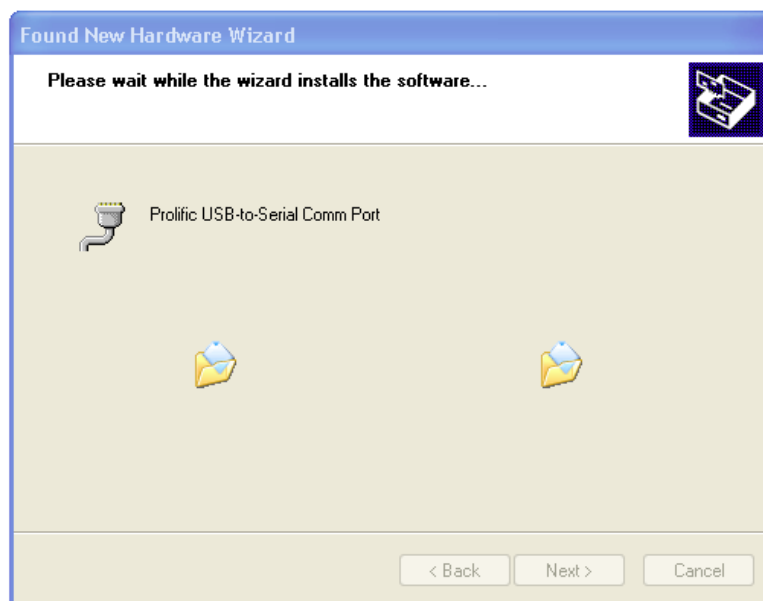 Found New Hardware Wizard
Please wait while the wizard installs the software...
Prolific USB-to-Serial Comm Port
< Back
Next >
Cancel